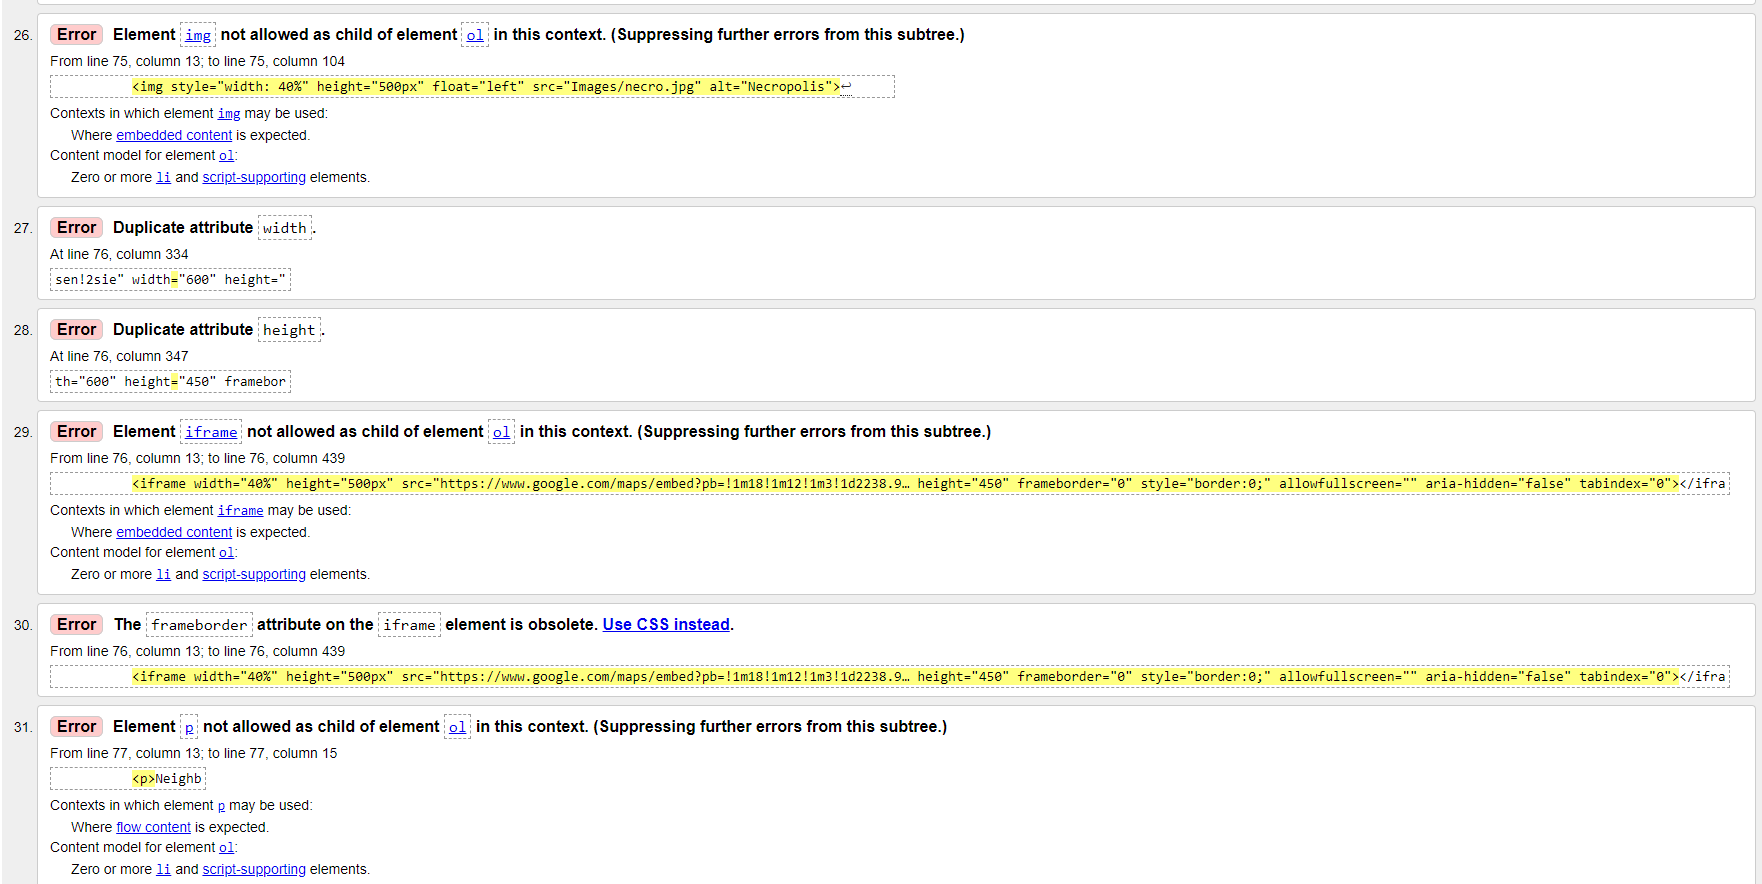 26. Error Element img not allowed as child of element ol in this context. (Suppressing further errors from this subtree.)
From line 75, column 13; to line 75, column 104
<img style="width: 40%" height="500px" float="left" src="Images/necro.jpg" alt="Necropolis">↩
Contexts in which element img may be used:
Where embedded content is expected.
Content model for element ol:
Zero or more li and script-supporting elements.
27. Error Duplicate attribute width.
At line 76, column 334
sen!2sie" width="600" height="
28. Error Duplicate attribute height.
At line 76, column 347
th="600" height="450" framebor
29. Error Element iframe not allowed as child of element ol in this context. (Suppressing further errors from this subtree.)
From line 76, column 13; to line 76, column 439
<iframe width="40%" height="500px" src="https://www.google.com/maps/embed?pb=!1m18!1m12!1m3!1d2238.9… height="450" frameborder="0" style="border:0;" allowfullscreen="" aria-hidden="false" tabindex="0"></ifra
Contexts in which element iframe may be used:
Where embedded content is expected.
Content model for element ol:
Zero or more li and script-supporting elements.
30. Error The frameborder attribute on the iframe element is obsolete. Use CSS instead.
From line 76, column 13; to line 76, column 439
<iframe width="40%" height="500px" src="https://www.google.com/maps/embed?pb=!1m18!1m12!1m3!1d2238.9… height="450" frameborder="0" style="border:0;" allowfullscreen="" aria-hidden="false" tabindex="0"></ifra
31. Error Element p not allowed as child of element ol in this context. (Suppressing further errors from this subtree.)
From line 77, column 13; to line 77, column 15
<p>Neighb
Contexts in which element p may be used:
Where flow content is expected.
Content model for element ol:
Zero or more li and script-supporting elements.